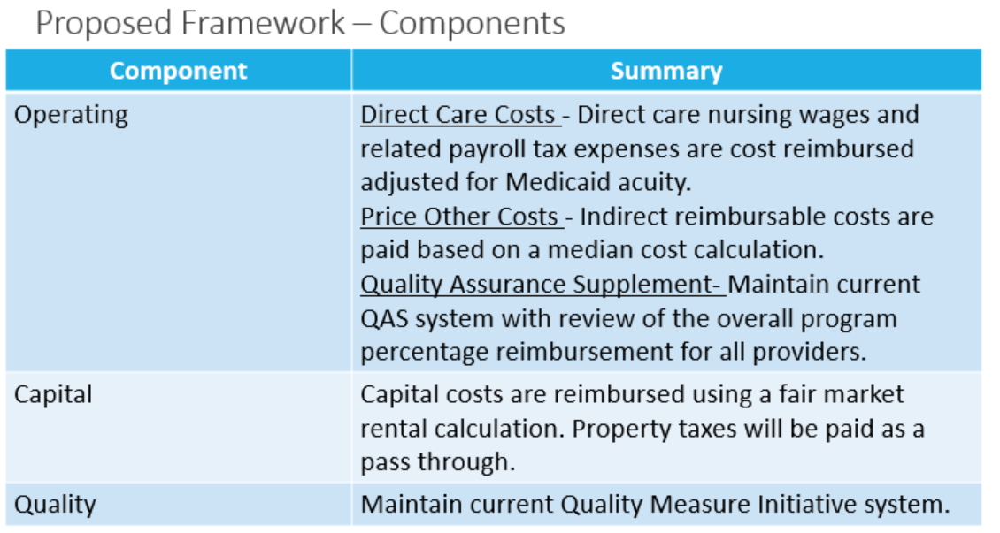 Proposed Framework – Components
Component
Summary
Operating
Direct Care Costs - Direct care nursing wages and
related payroll tax expenses are cost reimbursed
adjusted for Medicaid acuity.
Price Other Costs - Indirect reimbursable costs are
paid based on a median cost calculation.
Quality Assurance Supplement- Maintain current
QAS system with review of the overall program
percentage reimbursement for all providers.
Capital
Capital costs are reimbursed using a fair market
rental calculation. Property taxes will be paid as a
pass through.
Quality
Maintain current Quality Measure Initiative system.